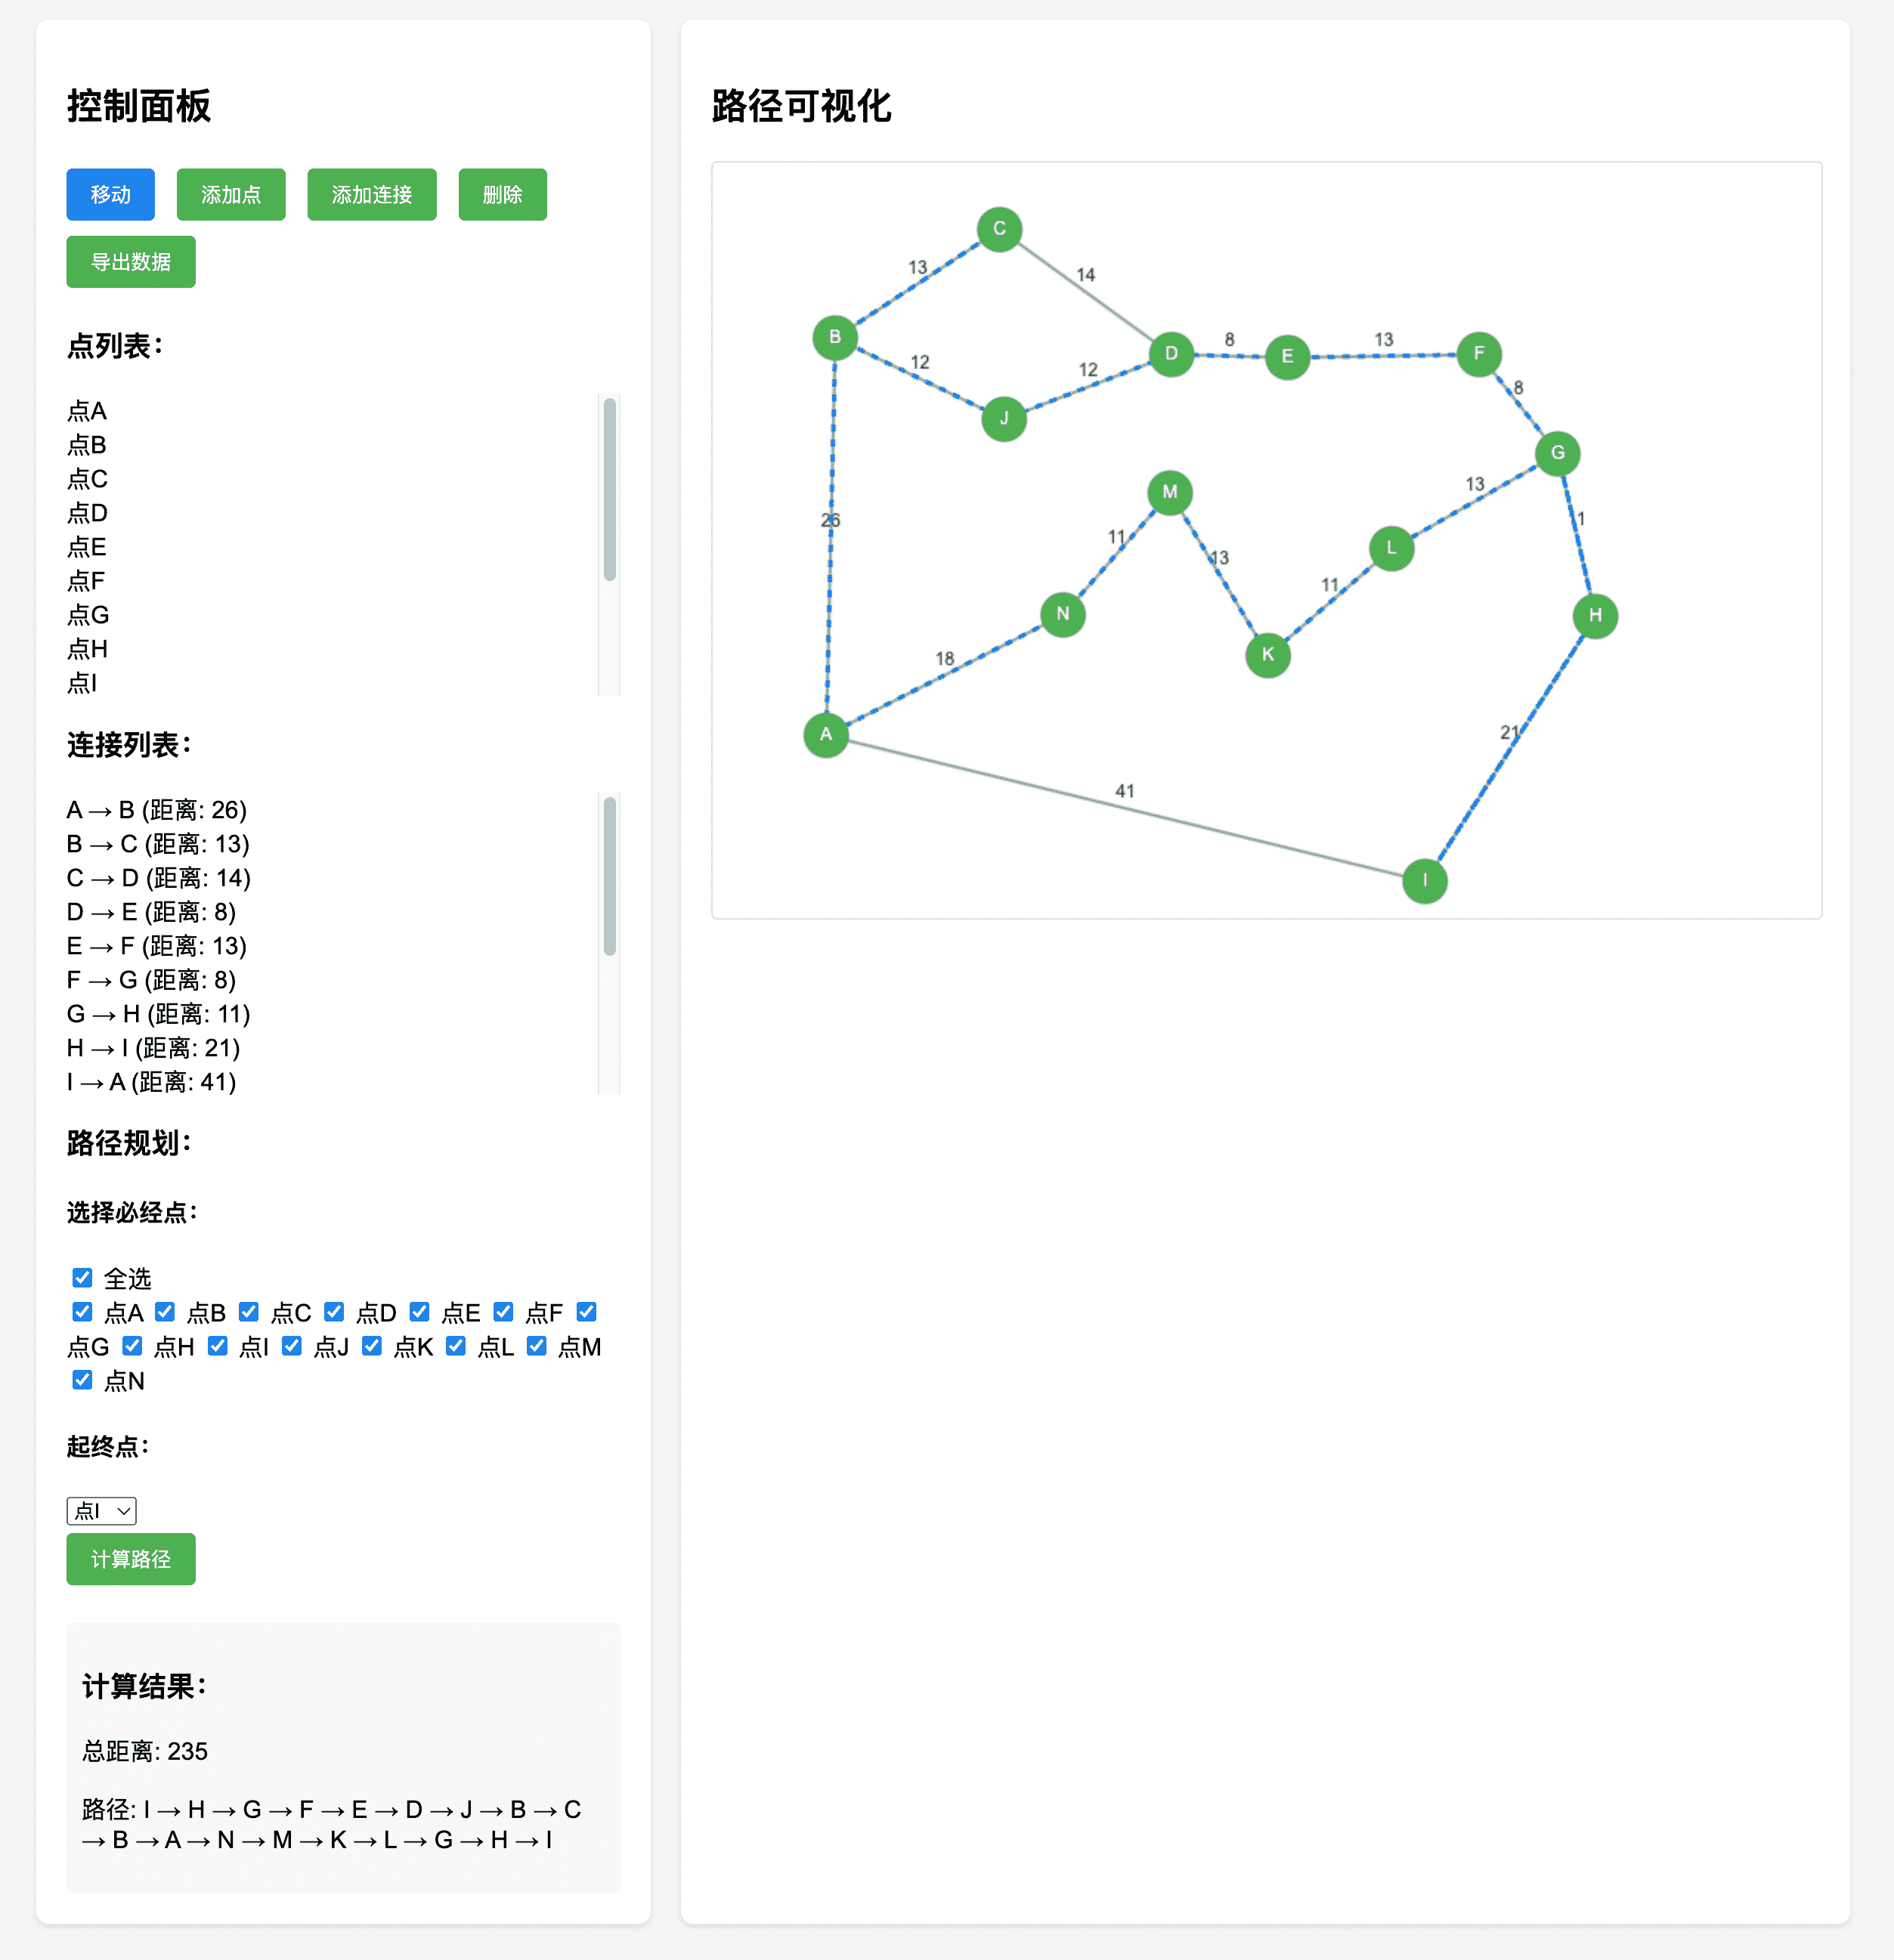 控制面板
移动 添加点 添加连接 删除
导出数据
点列表：
点A
点B
点C
点D
点E
点F
点G
点H
点I
连接列表：
A → B (距离: 26)
B → C (距离: 13)
C → D (距离: 14)
D → E (距离: 8)
E → F (距离: 13)
F → G (距离: 8)
G → H (距离: 11)
H → I (距离: 21)
I → A (距离: 41)
路径规划：
选择必经点：
全选
点A 点B 点C 点D 点E 点F
点G 点H 点I 点J 点K 点L 点M
点N
起终点：
点I
计算路径
计算结果：
总距离: 235
路径: I → H → G → F → E → D → J → B → C
→ B → A → N → M → K → L → G → H → I
路径可视化
C
13
14
B
12
12
D
8
E
13
F
8
J
G
M
13
26
11
13
L
1
11
N
H
K
18
A
21
41
I